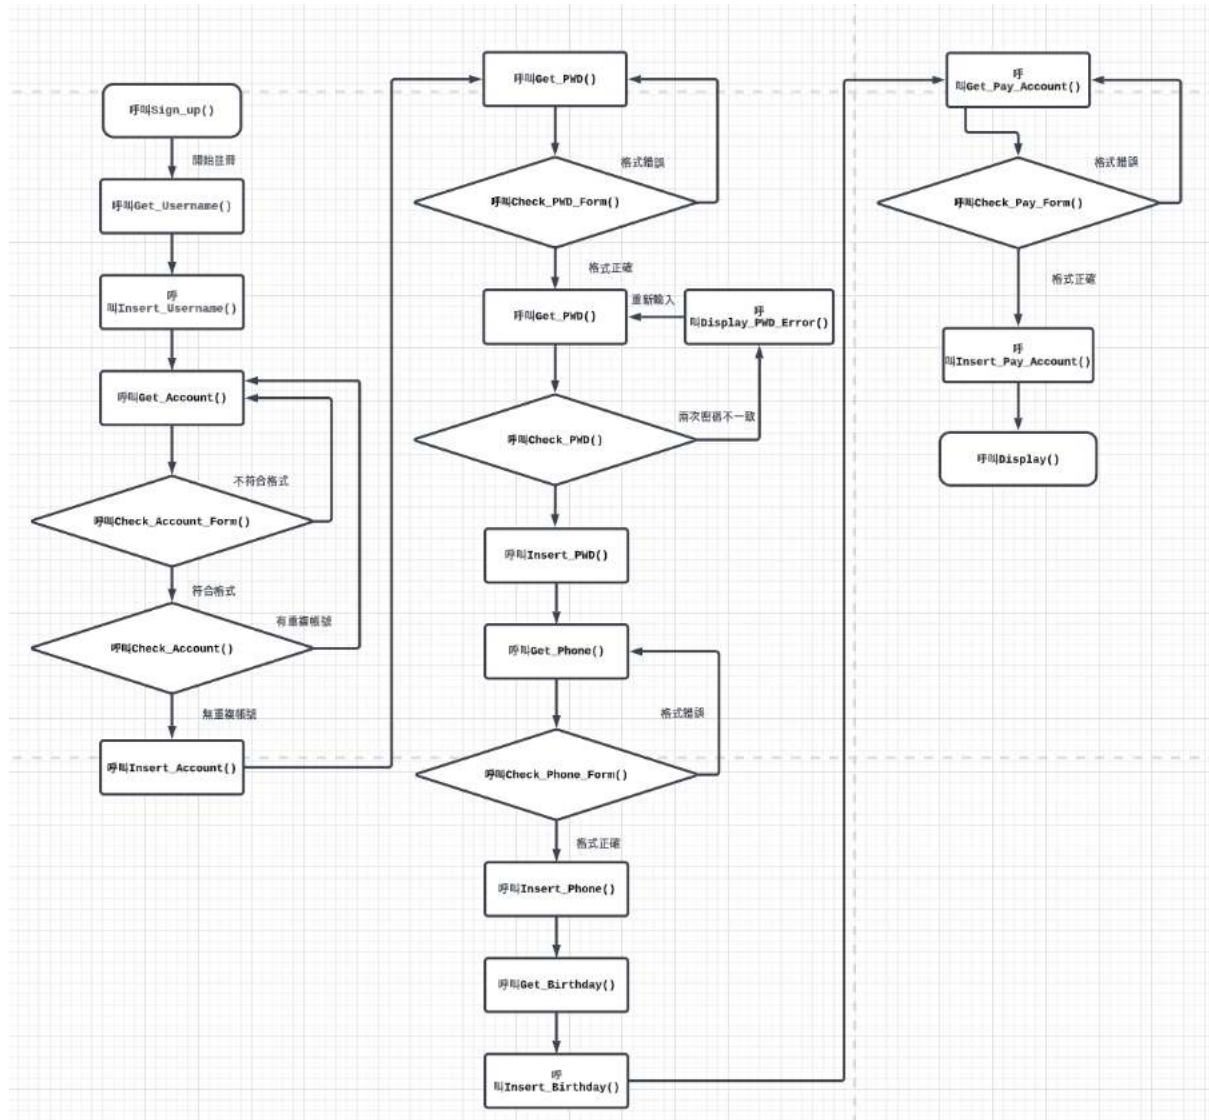 呼叫Sign_up()
開始註冊
呼叫Get_Username()
呼
叫Insert_Username()
呼叫Get_Account()
不符合格式
呼叫Check_Account_Form()
符合格式
有重複帳號
呼叫Check_Account()
無重複帳號
呼叫Insert_Account()
呼叫Get_PWD()
格式錯誤
呼叫Check_PWD_Form()
格式正確
呼叫Get_PWD()
重新輸入
呼
叫Display_PWD_Error()
兩次密碼不一致
呼叫Check_PWD()
呼叫Insert_PWD()
呼叫Get_Phone()
格式錯誤
呼叫Check_Phone_Form()
格式正確
呼叫Insert_Phone()
呼叫Get_Birthday()
呼
叫Insert_Birthday()
呼
叫Get_Pay_Account()
格式錯誤
呼叫Check_Pay_Form()
格式正確
呼
叫Insert_Pay_Account()
呼叫Display()